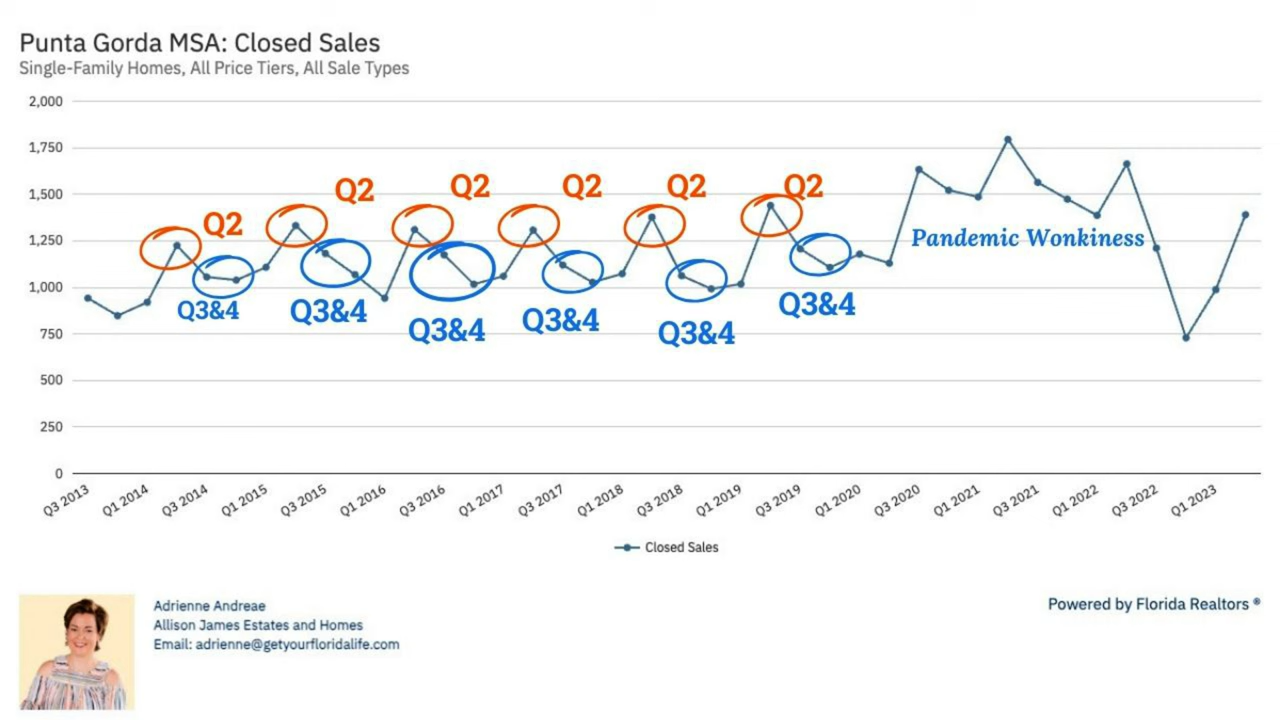 Punta Gorda MSA: Closed Sales
Single-Family Homes, All Price Tiers, All Sale Types
2,000
1,750
1,500
1,250
1,000
750
500
250
0
Q2
Q2
Q2
Q2
Q2
Q2
Q3&4
Q3&4
Q3&4
Q3&4
Q3&4
Q3&4
Pandemic Wonkiness
Q3 2013
Q1 2014
Q3 2014
Q1 2015
Q3 2015
Q1 2016
Q3 2016
Q1 2017
Q3 2017
Q1 2018
Q3 2018
Q1 2019
Q3 2019
Q1 2020
Q3 2020
Q1 2021
Q3 2021
Q1 2022
Q3 2022
Q1 2023
Closed Sales
Adrienne Andreae
Allison James Estates and Homes
Email: adrienne@getyourfloridalife.com
Powered by Florida Realtors ®